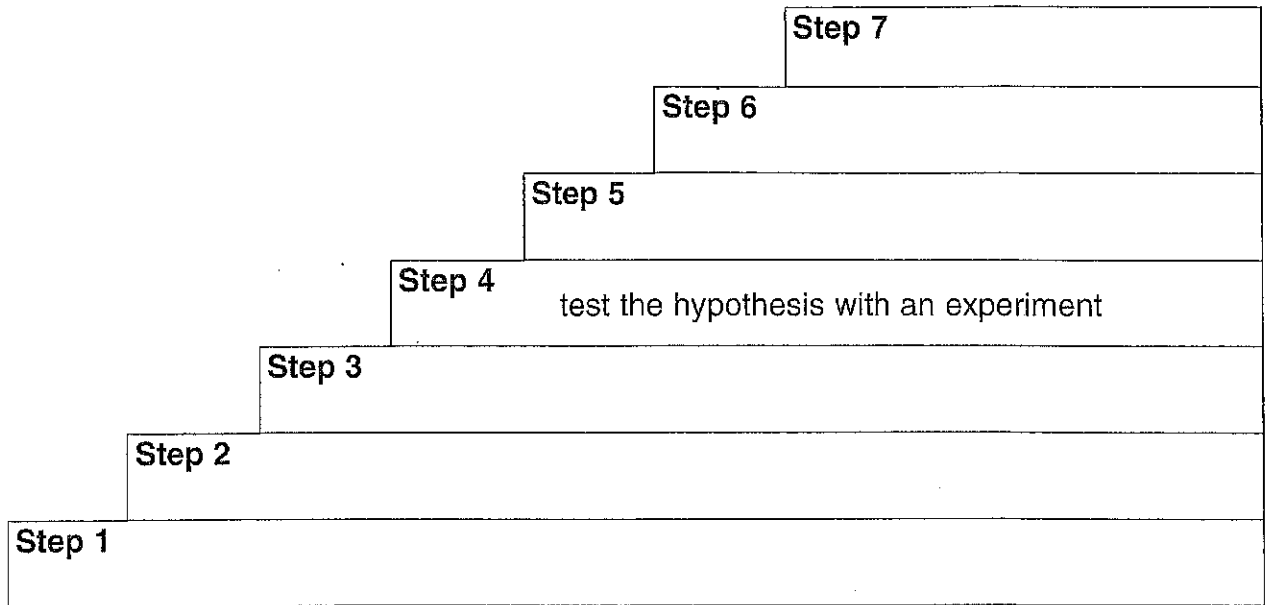 Step 7
Step 6
Step 5
Step 4
test the hypothesis with an experiment
Step 3
Step 2
Step 1